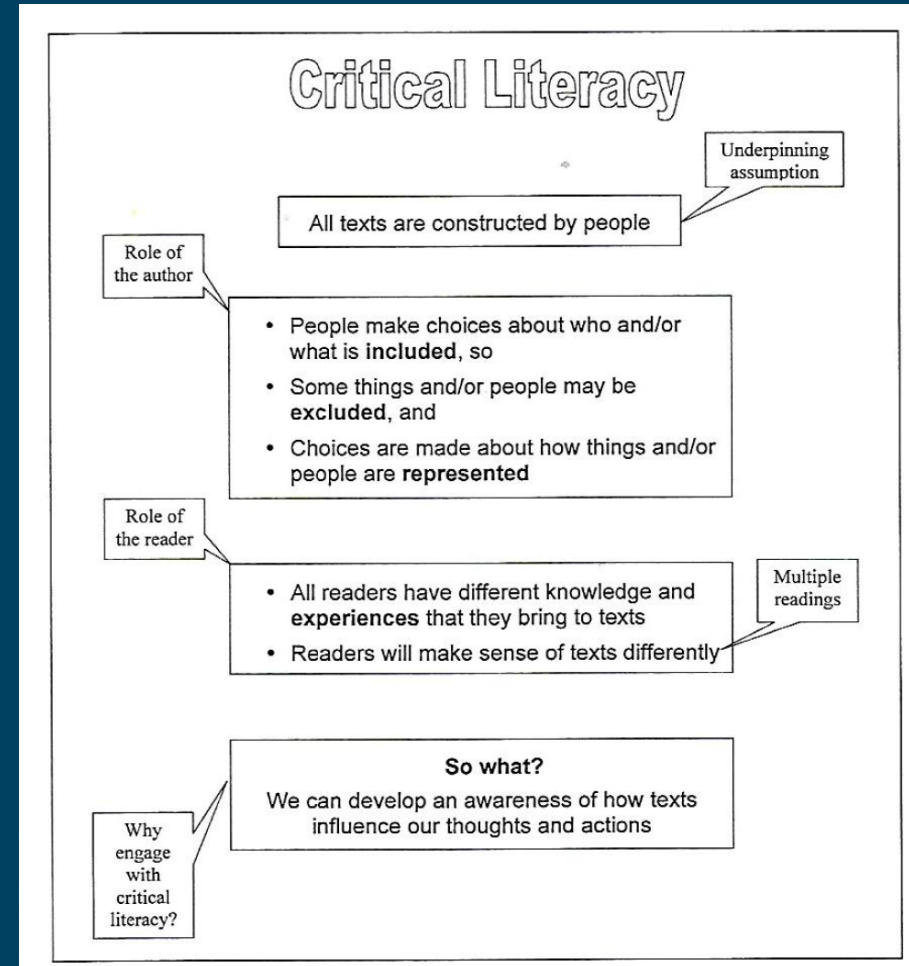 Critical Literacy
Underpinning
assumption
All texts are constructed by people
Role of
the author
• People make choices about who and/or
what is included, so
• Some things and/or people may be
excluded, and
• Choices are made about how things and/or
people are represented
Role of
the reader
• All readers have different knowledge and
experiences that they bring to texts
• Readers will make sense of texts differently
Multiple
readings
So what?
We can develop an awareness of how texts
influence our thoughts and actions
Why
engage
with
critical
literacy?